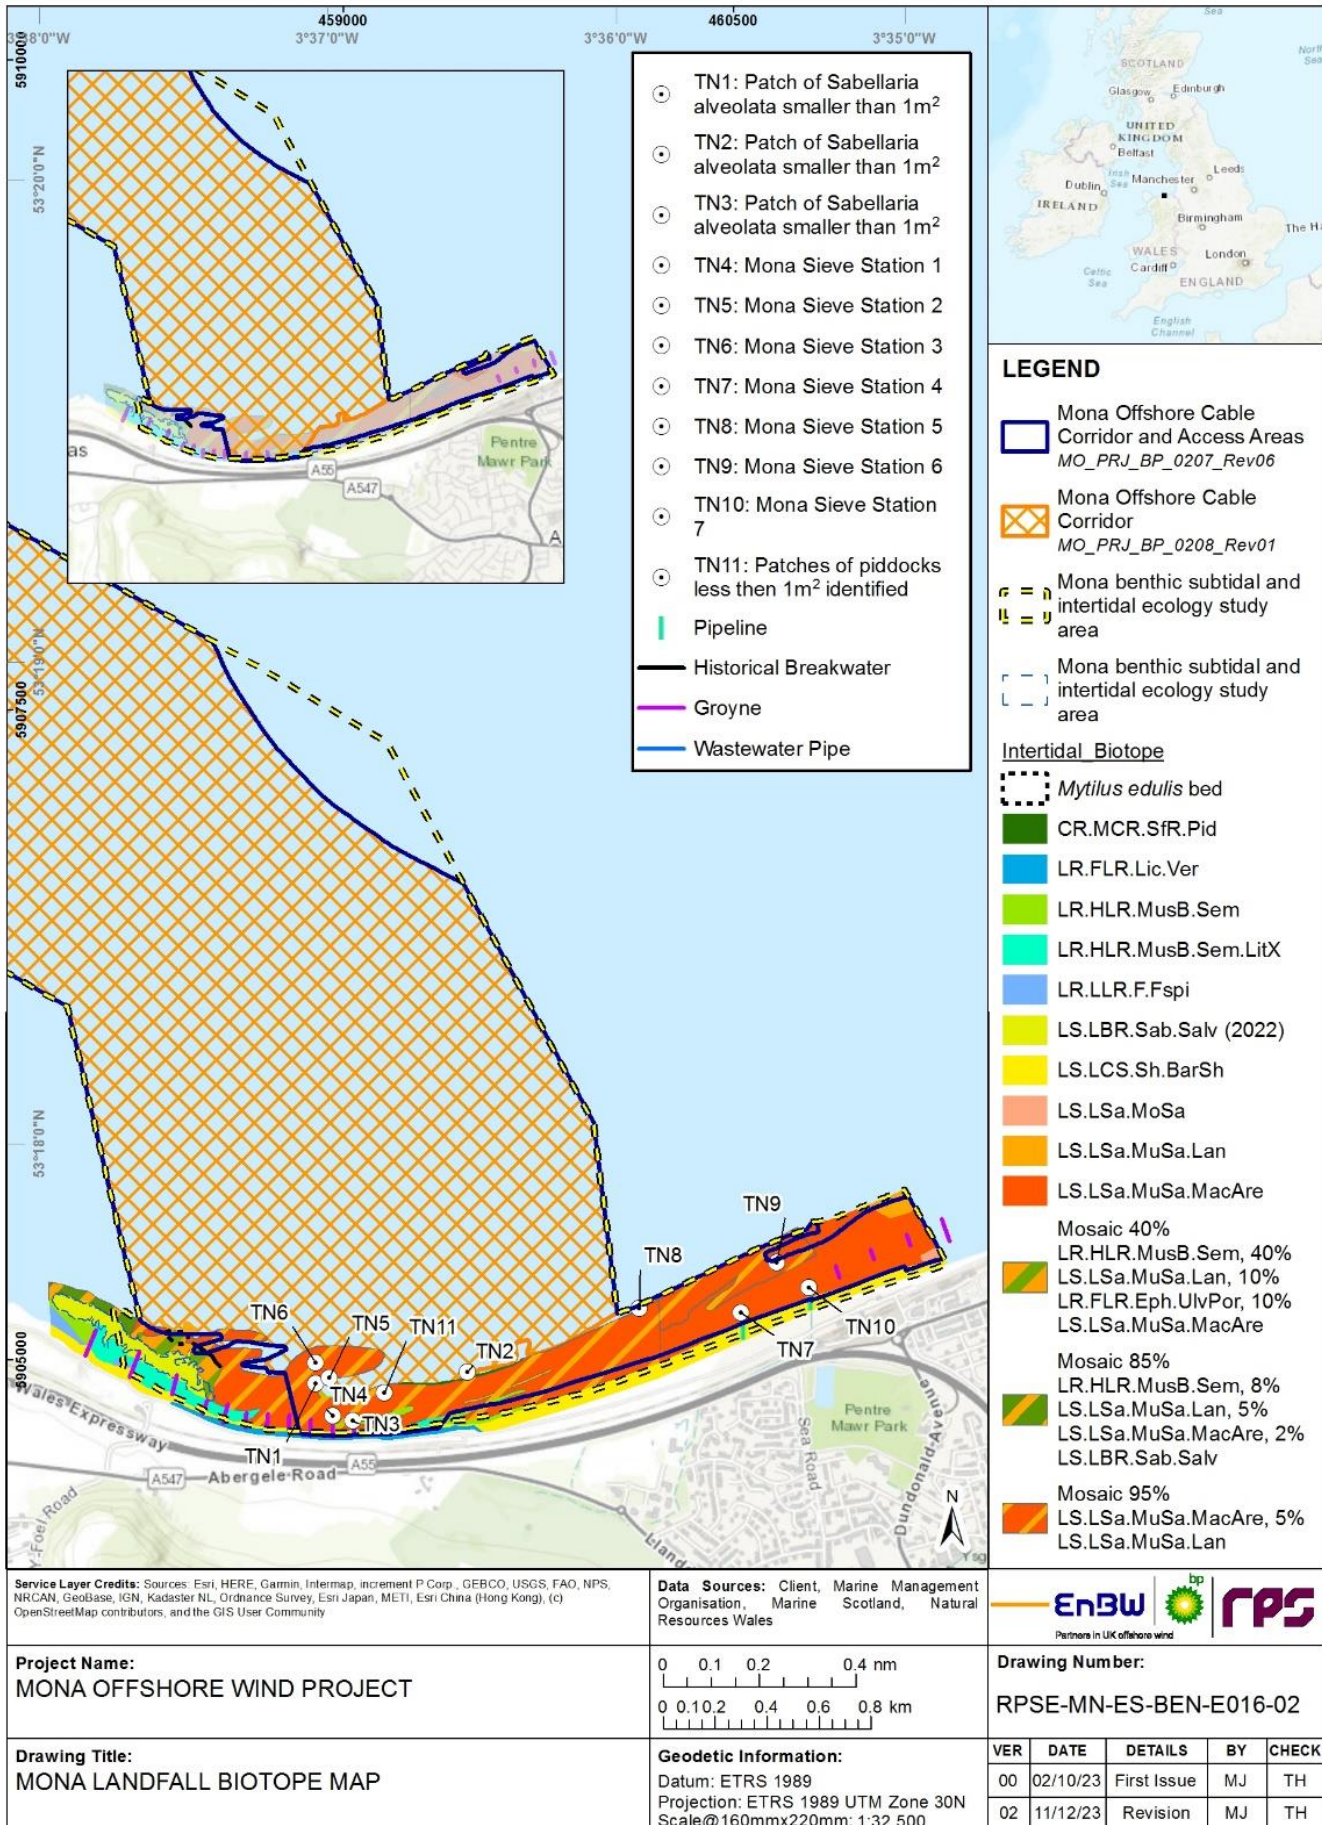 459000
460500
3°38'0"W
3°37'0"W
3°36'0"W
3°35'0"W
5910000
53°20'0"N
53°19'0"N
5907500
53°18'0"N
5905000
as
A55
A547
Pentre
Mawr Park
A
TN1: Patch of Sabellaria
alveolata smaller than 1m²
TN2: Patch of Sabellaria
alveolata smaller than 1m²
TN3: Patch of Sabellaria
alveolata smaller than 1m²
TN4: Mona Sieve Station 1
TN5: Mona Sieve Station 2
TN6: Mona Sieve Station 3
TN7: Mona Sieve Station 4
TN8: Mona Sieve Station 5
TN9: Mona Sieve Station 6
TN10: Mona Sieve Station
7
TN11: Patches of piddocks
less then 1m² identified
Pipeline
Historical Breakwater
Groyne
Wastewater Pipe
Sea
North
Sea
SCOTLAND
Glasgow
Edinburgh
UNITED
KINGDOM
Belfast
Irish
Sea
Leeds
Dublin
Manchester
IRELAND
Birmingham
The Ha
WALES
Cardiff
London
Celtic
Sea
ENGLAND
English
Channel
TN9
TN8
TN6
TN5
TN11
TN2
TN10
TN7
TN4
TN3
TN1
Wales Expressway
A547
Abergele Road
A55
Y-Foel Road
Pentre
Mawr Park
Sea Road
Dundonald Avenue
Lland
N
Ysg
LEGEND
Mona Offshore Cable
Corridor and Access Areas
MO_PRJ_BP_0207_Rev06
Mona Offshore Cable
Corridor
MO_PRJ_BP_0208_Rev01
Mona benthic subtidal and
intertidal ecology study
area
Mona benthic subtidal and
intertidal ecology study
area
Intertidal_Biotope
Mytilus edulis bed
CR.MCR.SfR.Pid
LR.FLR.Lic.Ver
LR.HLR.MusB.Sem
LR.HLR.MusB.Sem.LitX
LR.LLR.F.Fspi
LS.LBR.Sab.Salv (2022)
LS.LCS.Sh.BarSh
LS.LSa.MoSa
LS.LSa.MuSa.Lan
LS.LSa.MuSa.MacAre
Mosaic 40%
LR.HLR.MusB.Sem, 40%
LS.LSa.MuSa.Lan, 10%
LR.FLR.Eph.UlvPor, 10%
LS.LSa.MuSa.MacAre
Mosaic 85%
LR.HLR.MusB.Sem, 8%
LS.LSa.MuSa.Lan, 5%
LS.LSa.MuSa.MacAre, 2%
LS.LBR.Sab.Salv
Mosaic 95%
LS.LSa.MuSa.MacAre, 5%
LS.LSa.MuSa.Lan
Service Layer Credits: Sources: Esri, HERE, Garmin, Intermap, increment P Corp., GEBCO, USGS, FAO, NPS,
NRCAN, GeoBase, IGN, Kadaster NL, Ordnance Survey, Esri Japan, METI, Esri China (Hong Kong), (c)
OpenStreetMap contributors, and the GIS User Community
Data Sources: Client, Marine Management
Organisation, Marine Scotland, Natural
Resources Wales
EnBW
bp
rps
Partners in UK offshore wind
Project Name:
MONA OFFSHORE WIND PROJECT
0 0.1 0.2 0.4 nm
0 0.1 0.2 0.4 0.6 0.8 km
Drawing Number:
RPSE-MN-ES-BEN-E016-02
Drawing Title:
MONA LANDFALL BIOTOPE MAP
Geodetic Information:
Datum: ETRS 1989
Projection: ETRS 1989 UTM Zone 30N
Scale@160mmx220mm: 1:32,500
VER DATE DETAILS BY CHECK
00 02/10/23 First Issue MJ TH
02 11/12/23 Revision MJ TH